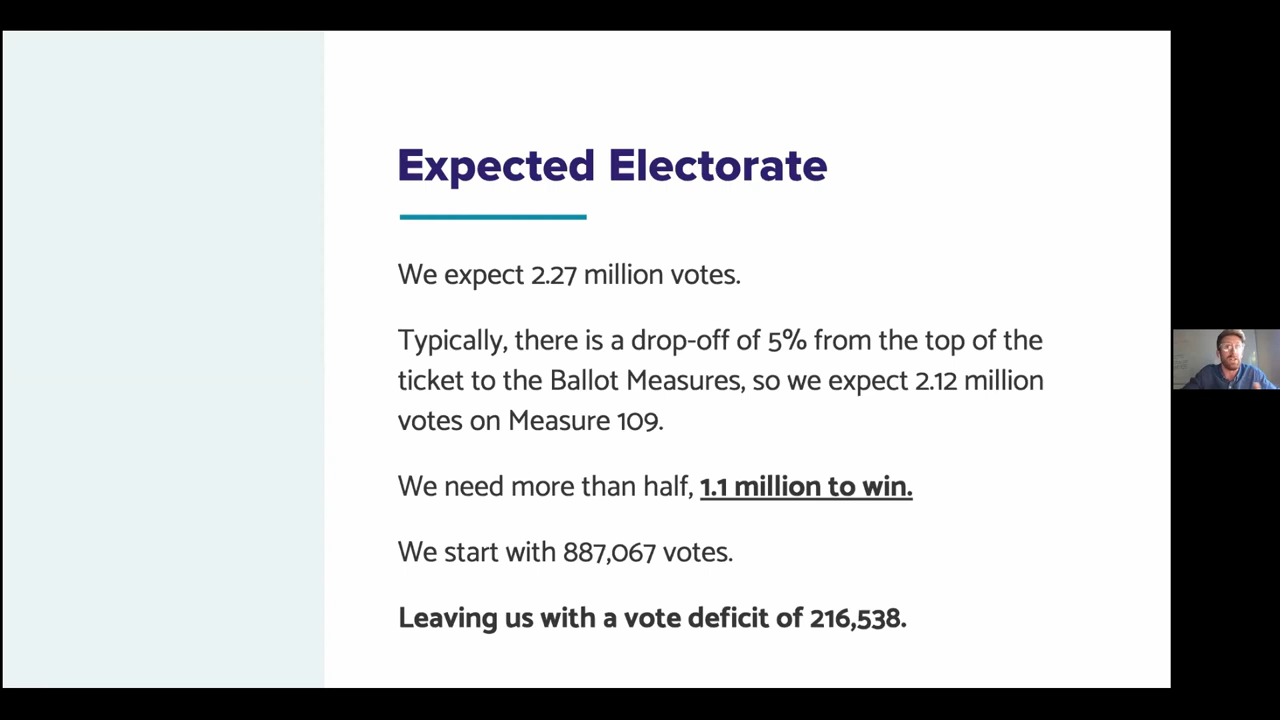 Expected Electorate
We expect 2.27 million votes.
Typically, there is a drop-off of 5% from the top of the
ticket to the Ballot Measures, so we expect 2.12 million
votes on Measure 109.
We need more than half, 1.1 million to win.
We start with 887,067 votes.
Leaving us with a vote deficit of 216,538.